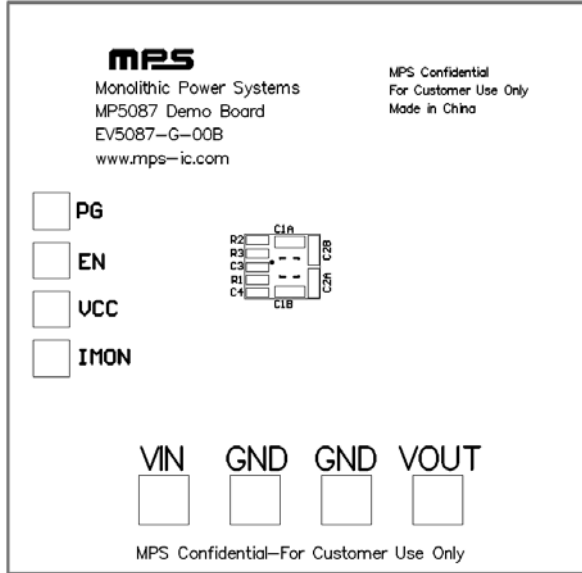 mps
Monolithic Power Systems
MP5087 Demo Board
EV5087-G-00B
www.mps-ic.com
MPS Confidential
For Customer Use Only
Made in China
PG
EN
VCC
IMON
C1A
R2
R3
C3
R1
C4
C2B
C2A
C1B
VIN GND GND VOUT
MPS Confidential-For Customer Use Only